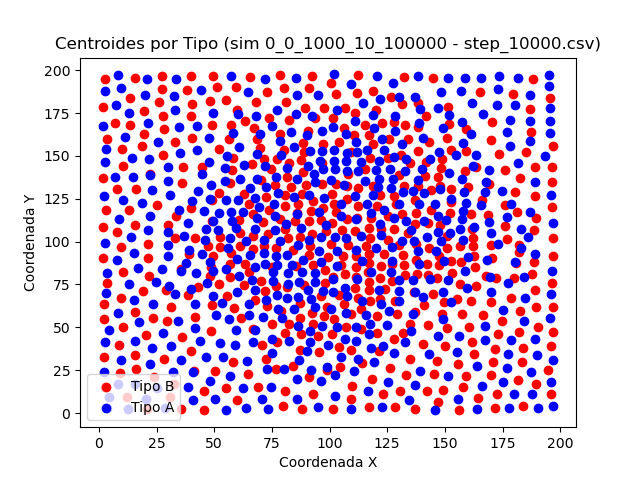 Centroides por Tipo (sim 0_0_1000_10_100000 - step_10000.csv)
200
175
150
125
100
75
50
25
0
Coordenada Y
Tipo B
Tipo A
0 25 50 75 100 125 150 175 200
Coordenada X